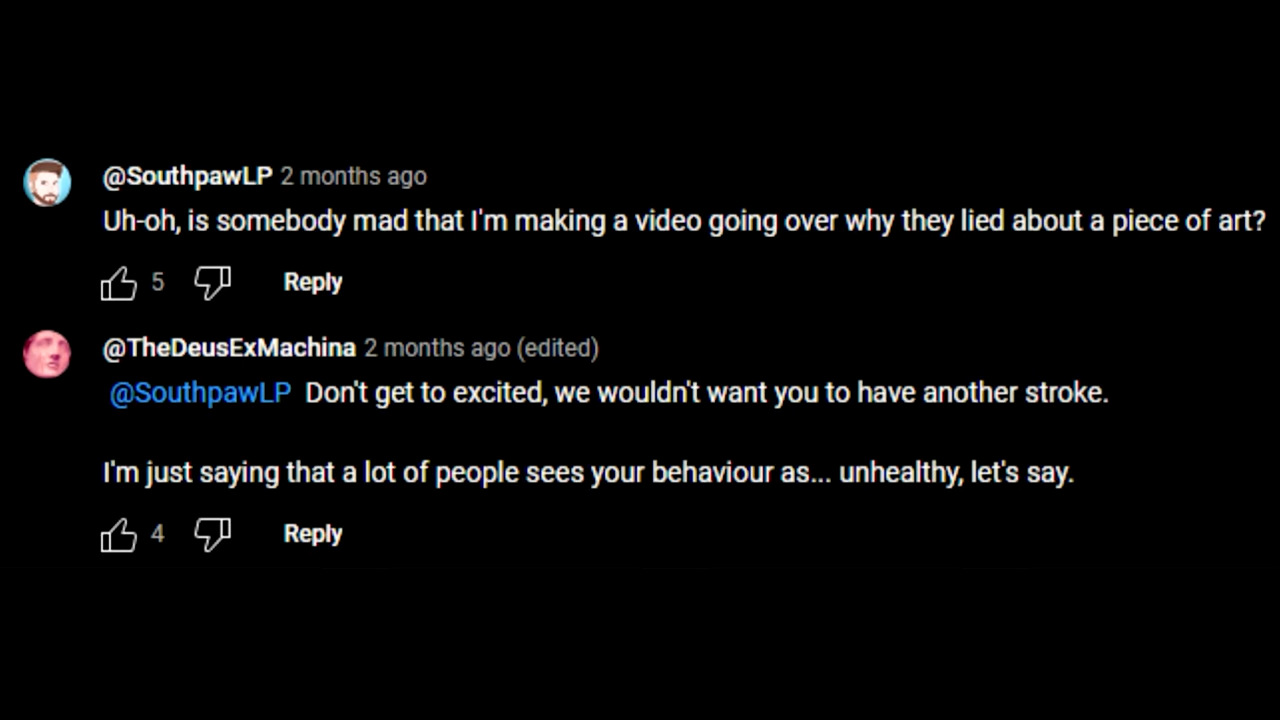 @SouthpawLP 2 months ago
Uh-oh, is somebody mad that I'm making a video going over why they lied about a piece of art?
5 Reply
@TheDeusExMachina 2 months ago (edited)
@SouthpawLP Don't get to excited, we wouldn't want you to have another stroke.
I'm just saying that a lot of people sees your behaviour as... unhealthy, let's say.
4 Reply